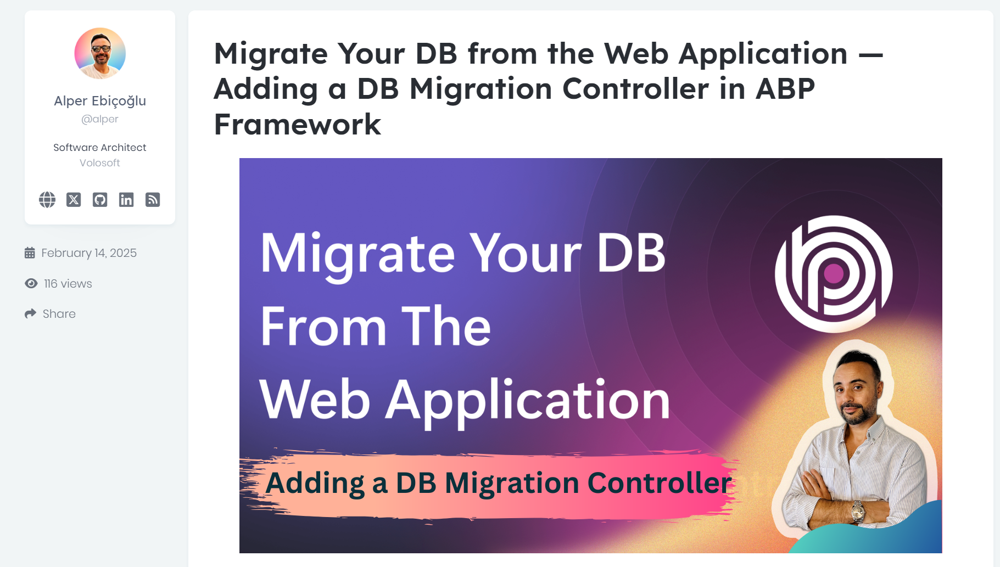 Alper Ebiçoğlu
@alper
Software Architect
Volosoft
February 14, 2025
116 views
Share
Migrate Your DB from the Web Application —
Adding a DB Migration Controller in ABP
Framework
Migrate Your DB
From The
Web Application
Adding a DB Migration Controller